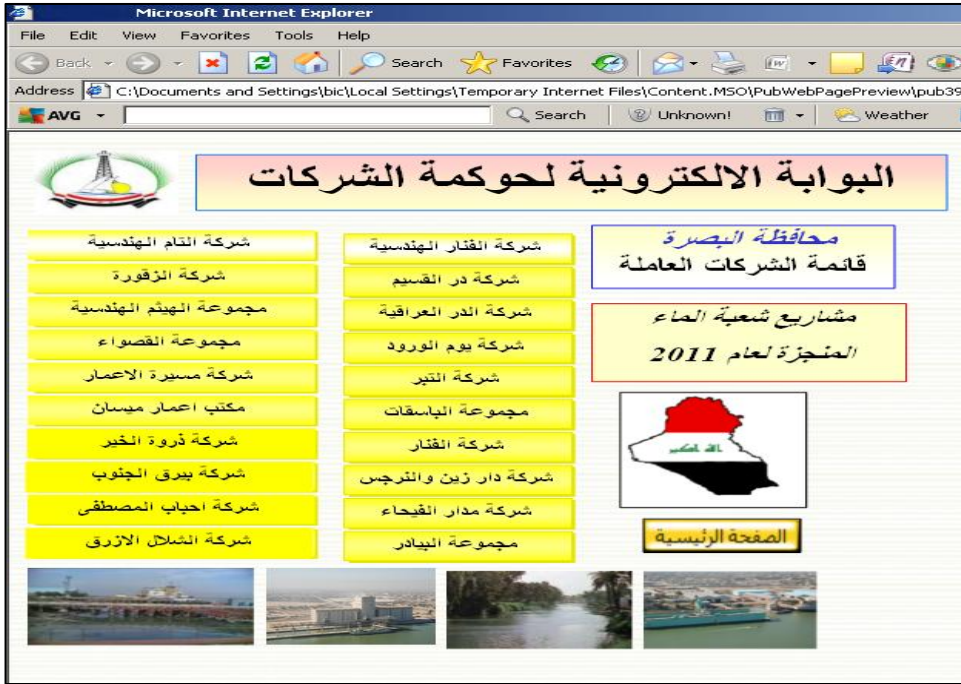 Microsoft Internet Explorer
File Edit View Favorites Tools Help
Back Search Favorites
Address C:\Documents and Settings\bic\Local Settings\Temporary Internet Files\Content.MSO\PubWebPagePreview\pub39
AVG Search Unknown! Weather
البوابة الالكترونية لحوكمة الشركات
محافظة البصرة
قائمة الشركات العاملة
مشاريع شعبة الماء
المنجزة لعام 2011
الله اكبر
الصفحة الرئيسية
شركة الفنار الهندسية
شركة در القسيم
شركة الدر العراقية
شركة يوم الورود
شركة التبر
مجموعة الباسقات
شركة الفنار
شركة دار زين والنرجس
شركة مدار الفيحاء
مجموعة البيادر
شركة التام الهندسية
شركة الزقورة
مجموعة الهيثم الهندسية
مجموعة القصواء
شركة مسيرة الاعمار
مكتب اعمار ميسان
شركة ذروة الخير
شركة بيرق الجنوب
شركة احباب المصطفى
شركة الشلال الازرق